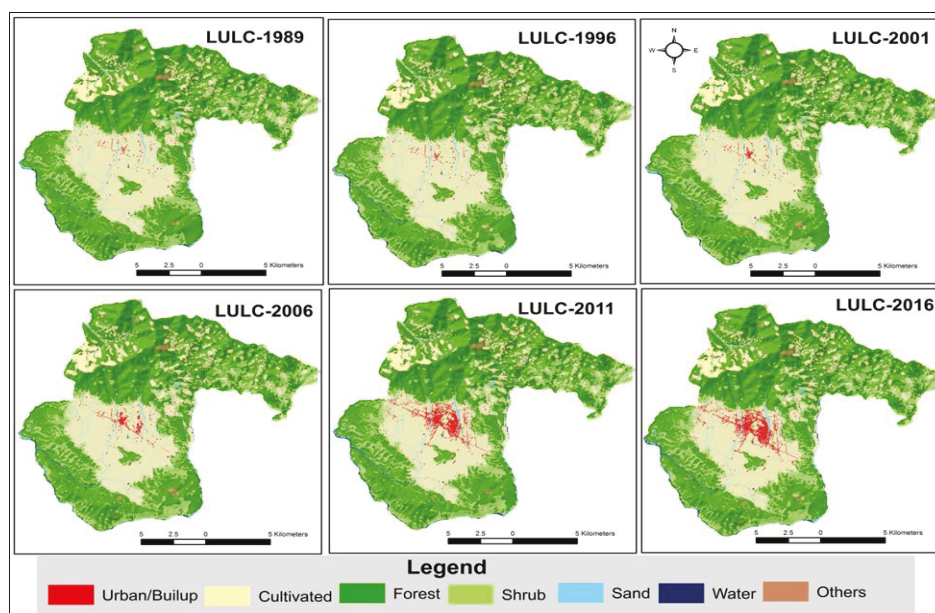 LULC-1989
LULC-1996
LULC-2001
N
W E
S
5 2.5 0 5 Kilometers
5 2.5 0 5 Kilometers
5 2.5 0 5 Kilometers
LULC-2006
LULC-2011
LULC-2016
5 2.5 0 5 Kilometers
5 2.5 0 5 Kilometers
5 2.5 0 5 Kilometers
Legend
Urban/Builup Cultivated Forest Shrub Sand Water Others